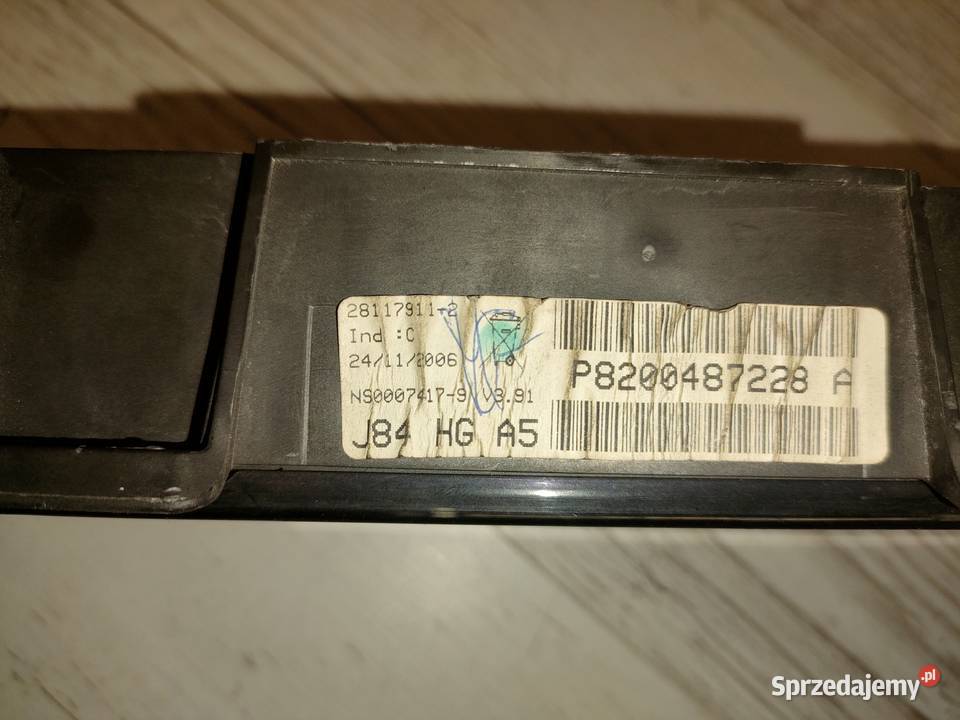 28117911-2
Ind :C
24/11/2006
NS0007417-9 V3.91
J84 HG A5
P8200487228 A
Sprzedajemy.pl